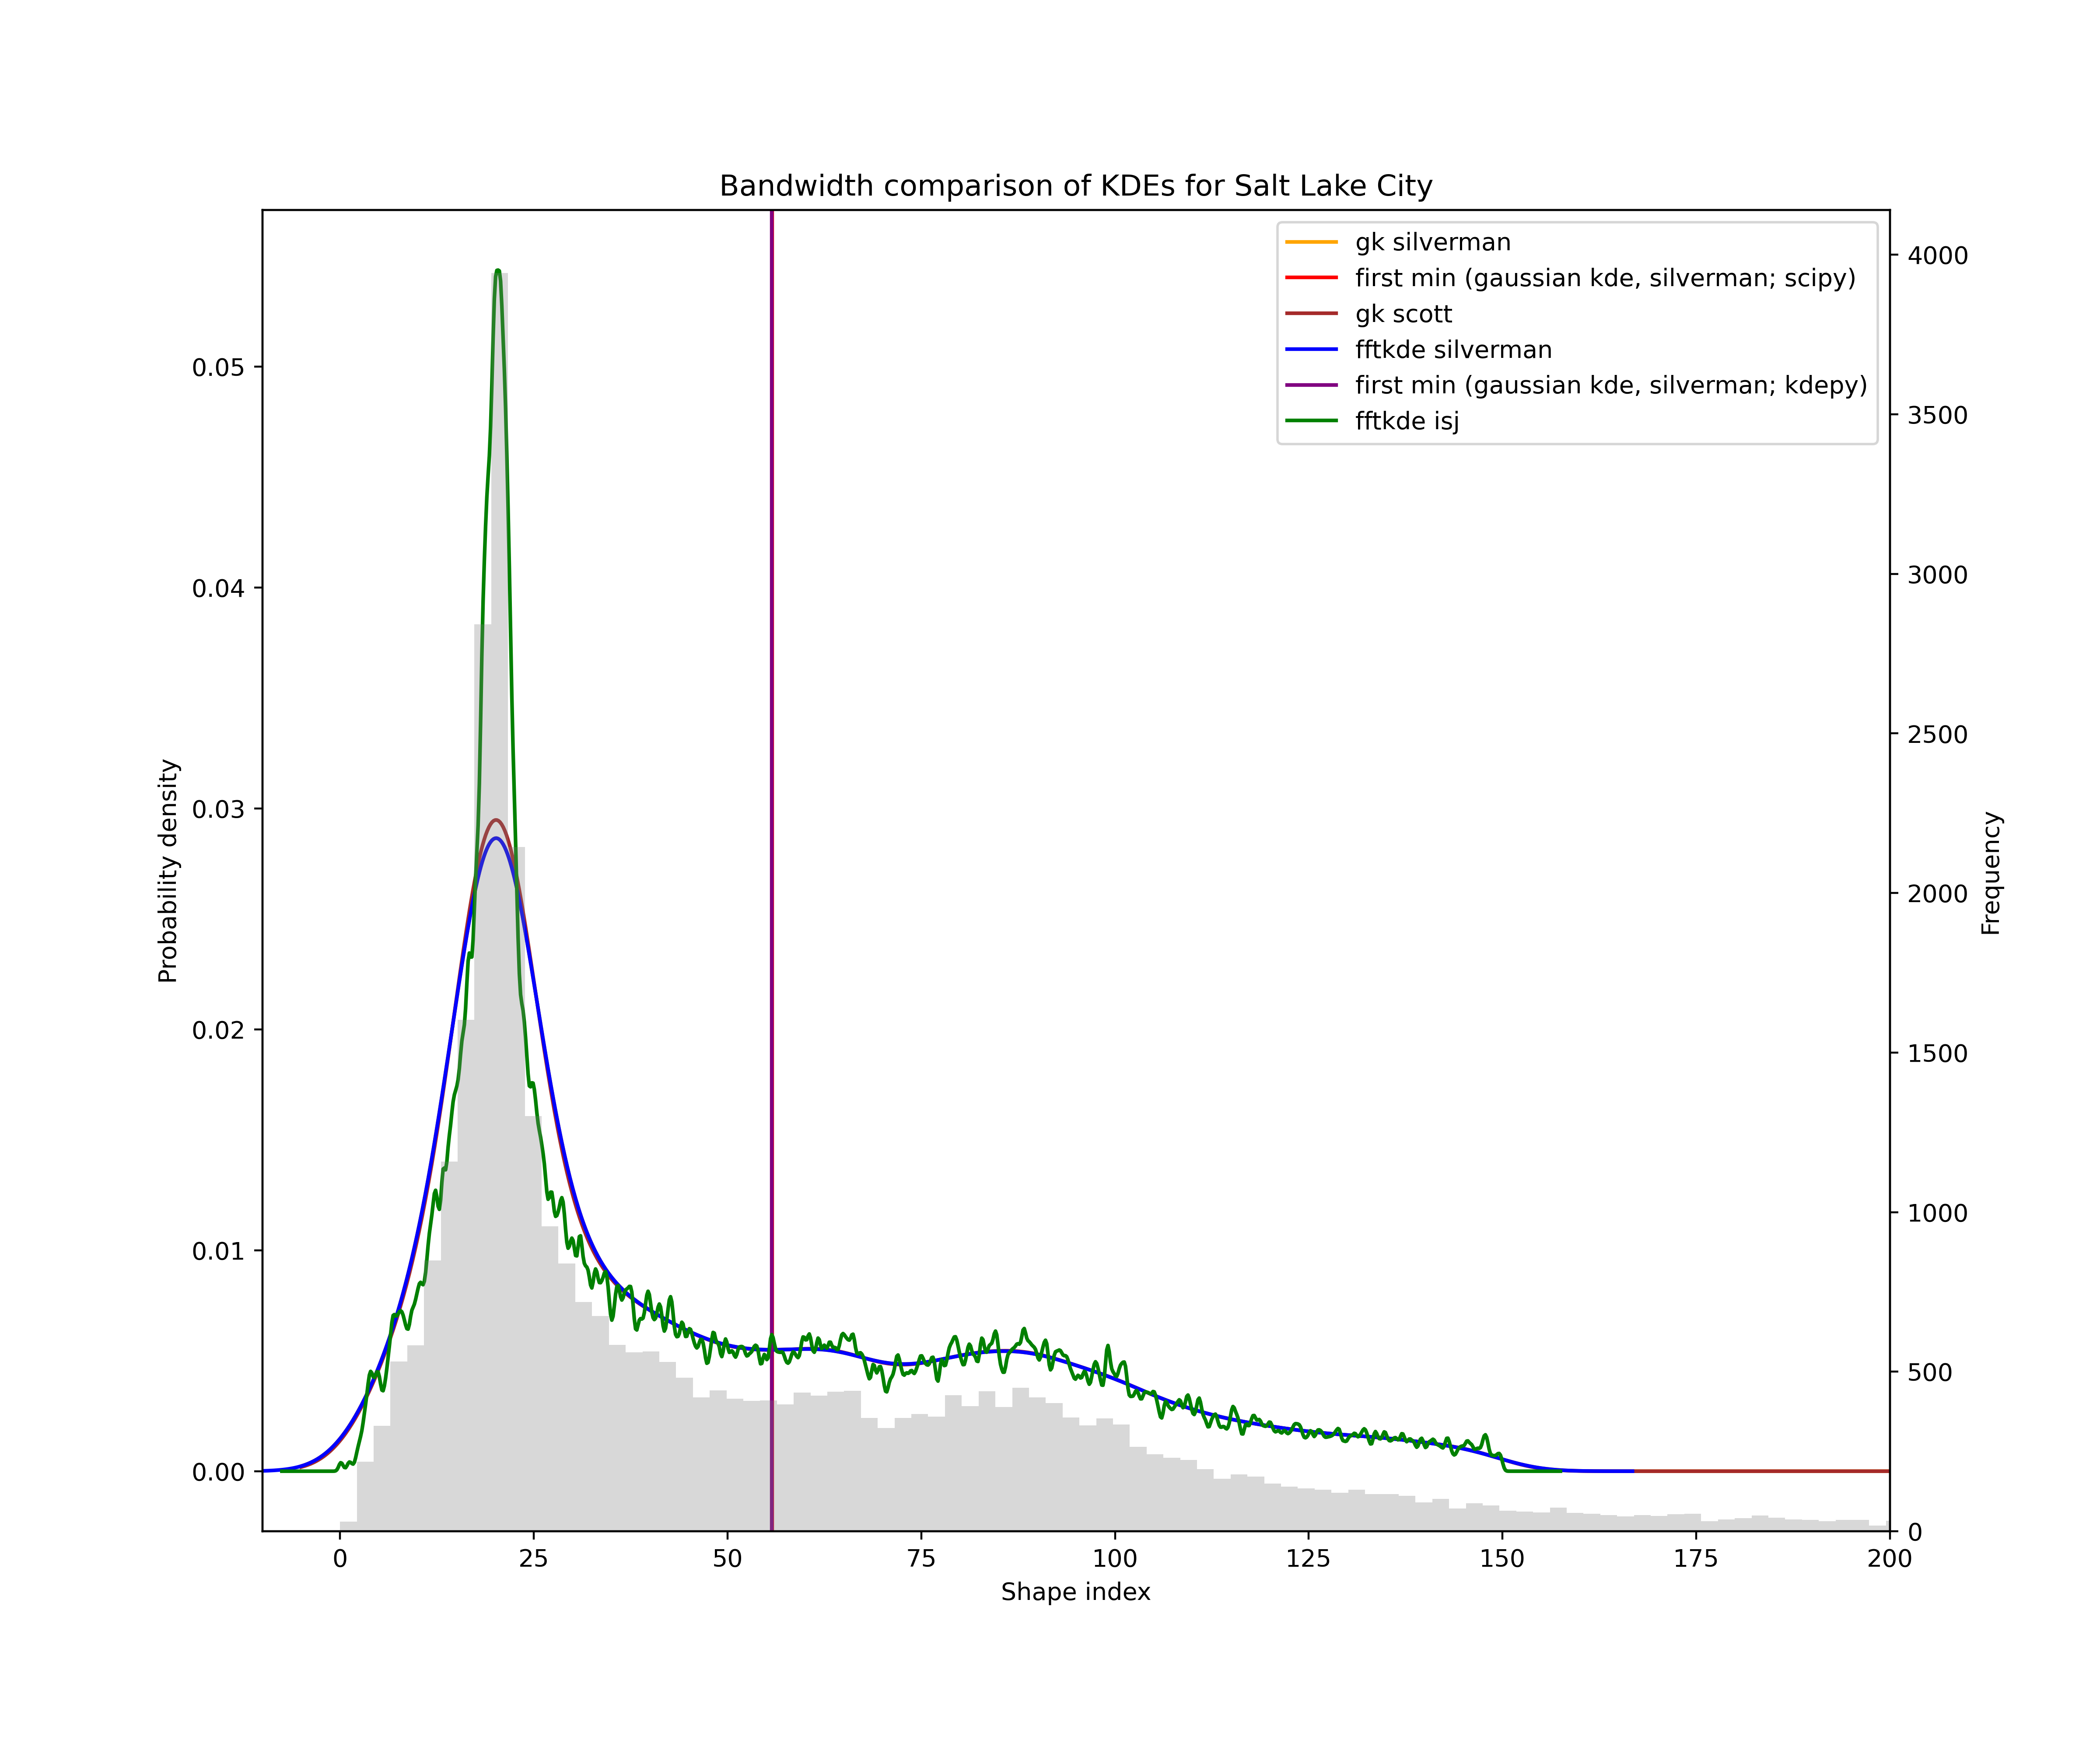 Bandwidth comparison of KDEs for Salt Lake City
gk silverman
first min (gaussian kde, silverman; scipy)
gk scott
fftkde silverman
first min (gaussian kde, silverman; kdepy)
fftkde isj
Probability density
0.05
0.04
0.03
0.02
0.01
0.00
4000
3500
3000
2500
2000
1500
1000
500
0
Frequency
0 25 50 75 100 125 150 175 200
Shape index